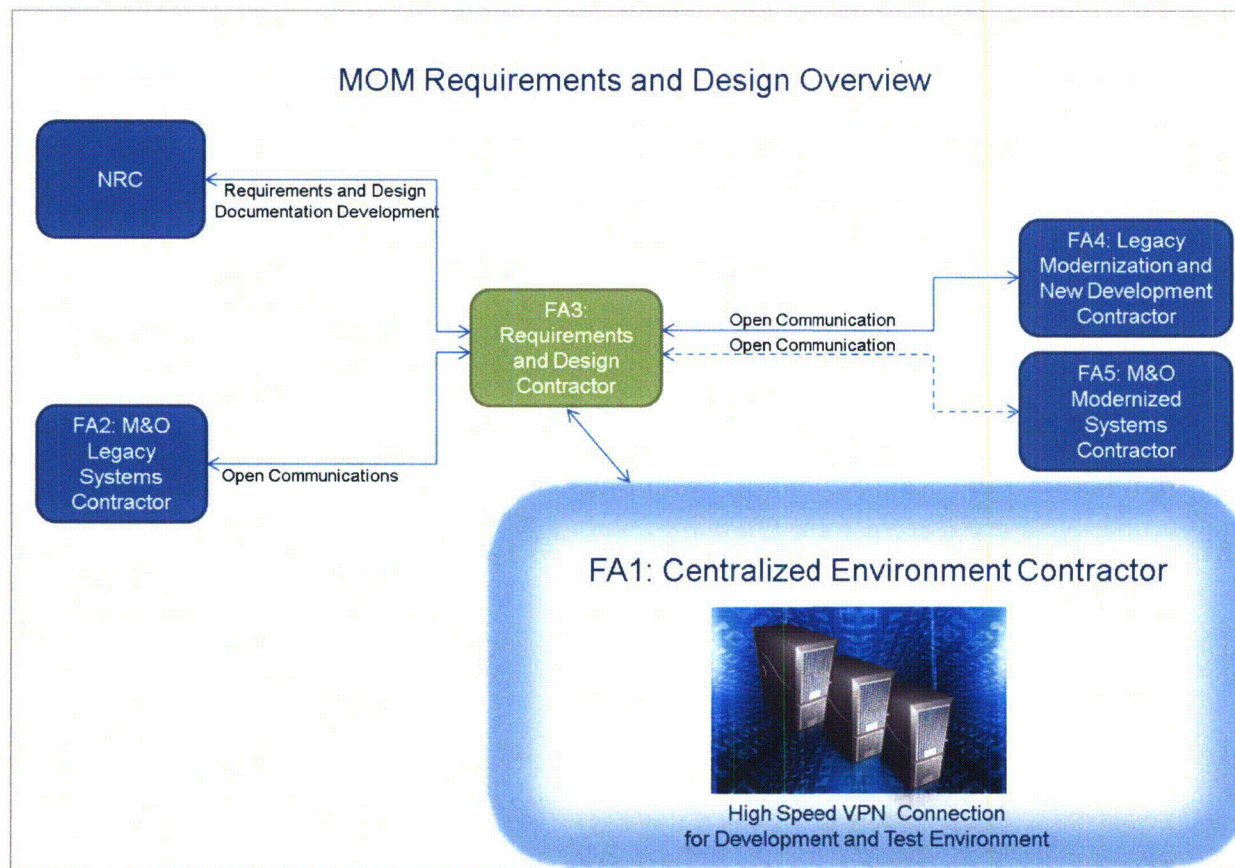 MOM Requirements and Design Overview
NRC
Requirements and Design
Documentation Development
FA4: Legacy
Modernization and
New Development
Contractor
FA3:
Requirements
and Design
Contractor
Open Communication
Open Communication
FA5: M&O
Modernized
Systems
Contractor
FA2: M&O
Legacy
Systems
Contractor
Open Communications
FA1: Centralized Environment Contractor
High Speed VPN Connection
for Development and Test Environment